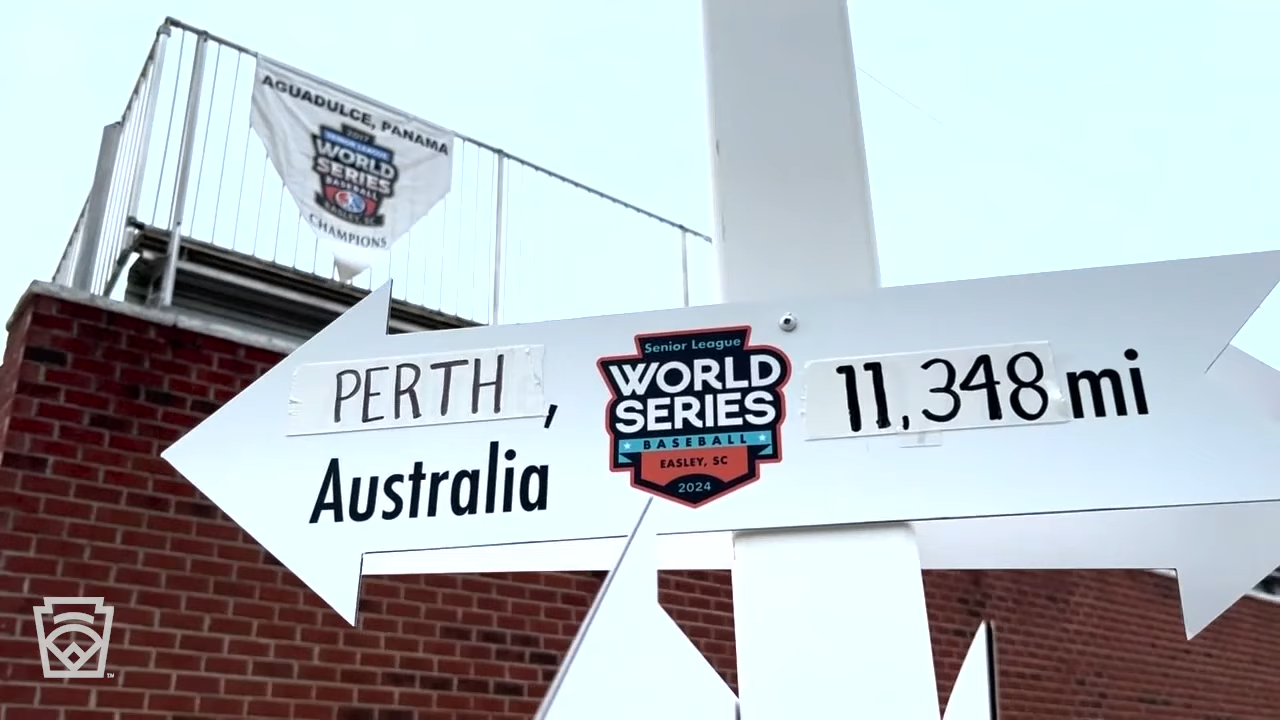 AGUADULCE, PANAMA
2017
SENIOR LEAGUE
WORLD
SERIES
BASEBALL
EASLEY, SC
CHAMPIONS
PERTH,
Australia
Senior League
WORLD
SERIES
BASEBALL
EASLEY, SC
2024
11,348 mi
TM